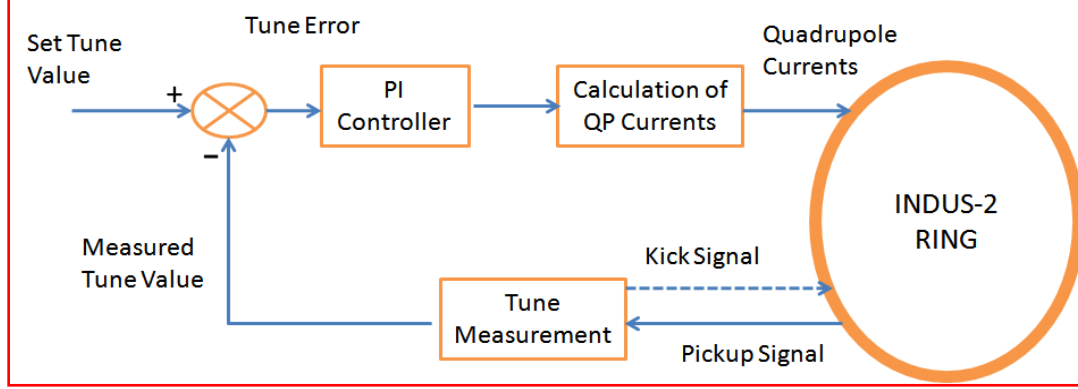 Tune Error
Set Tune
Value
+
−
PI
Controller
Calculation of
QP Currents
Quadrupole
Currents
INDUS-2
RING
Measured
Tune Value
Kick Signal
Tune
Measurement
Pickup Signal